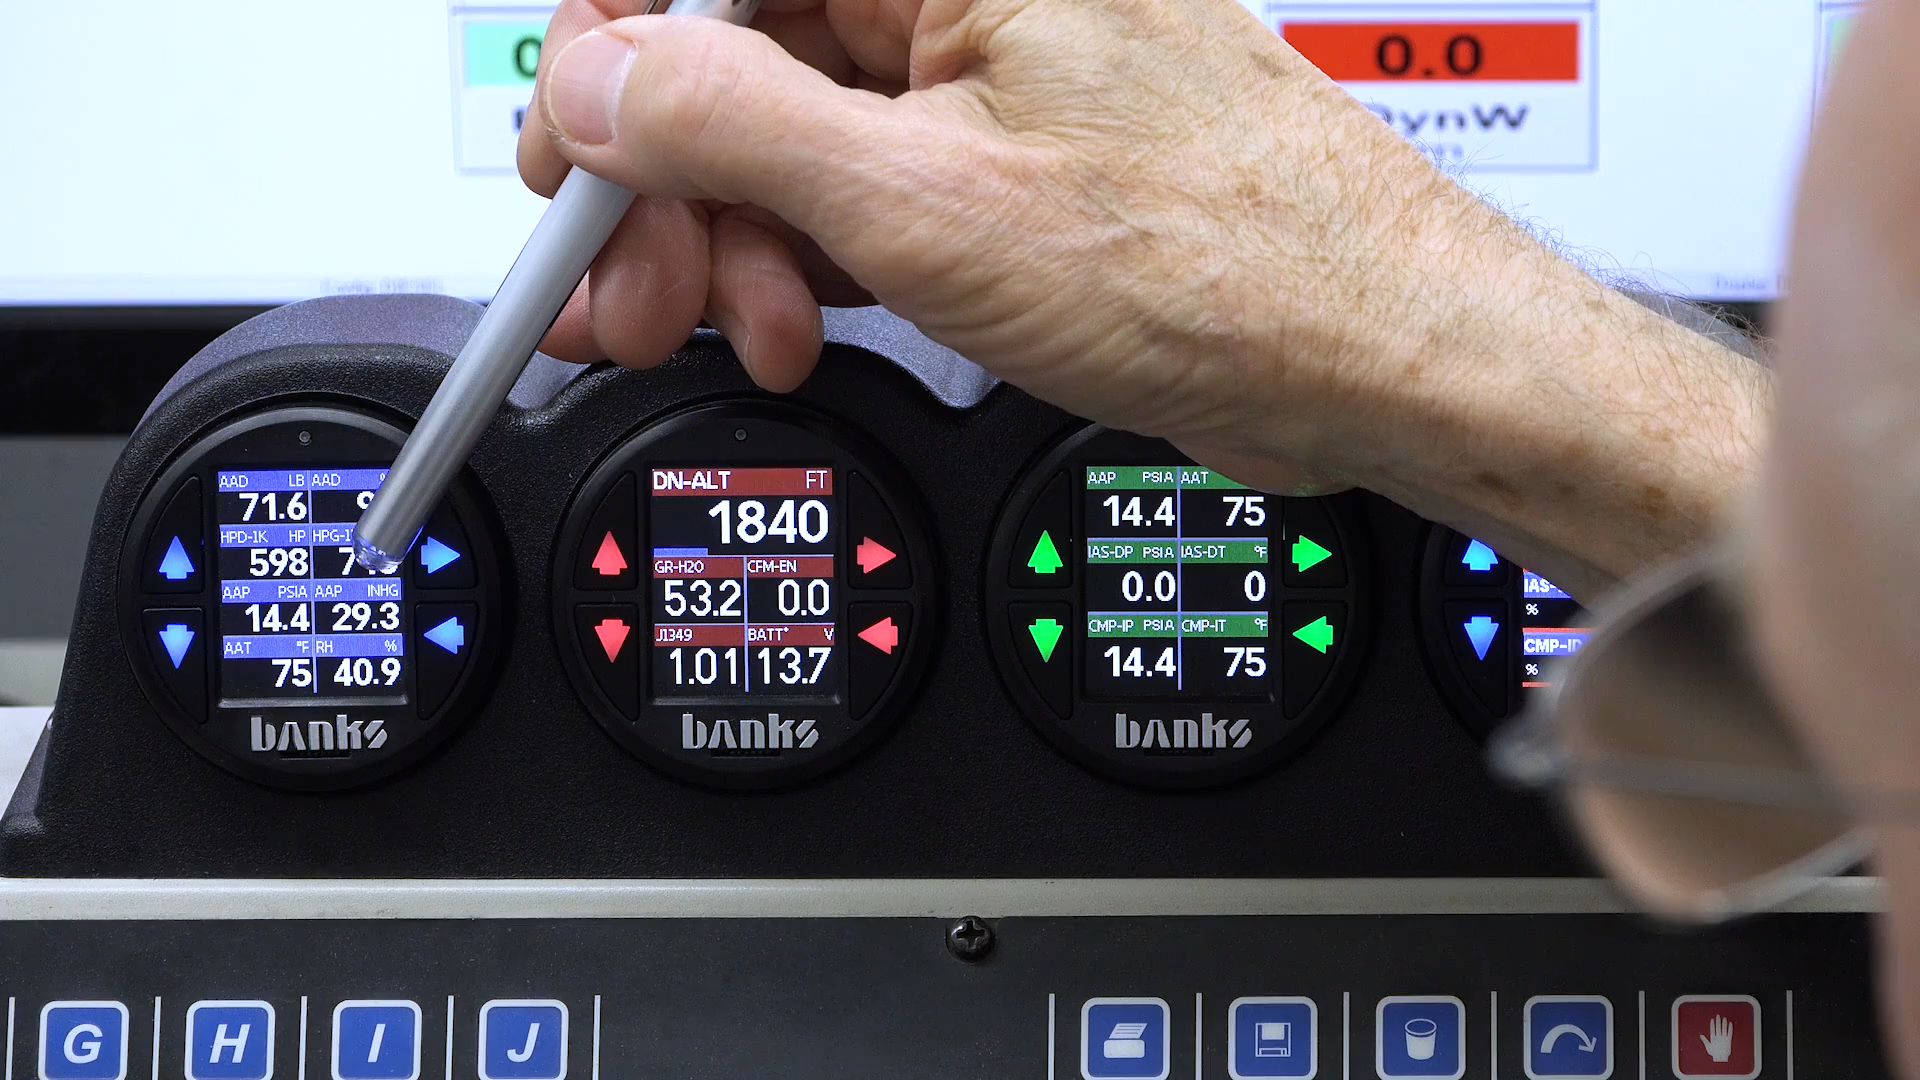 0.0
DynW
AAD LB AAD %
71.6
HPD-1K HP
598
AAP PSIA AAP INHG
14.4 29.3
AAT °F RH %
75 40.9
banks
DN-ALT FT
1840
GR-H2O CFM-EN
53.2 0.0
J1349 BATT+ V
1.01 13.7
banks
AAP PSIA AAT
14.4 75
IAS-DP PSIA IAS-DT °F
0.0 0
CMP-IP PSIA CMP-IT °F
14.4 75
banks
%
%
G H I J